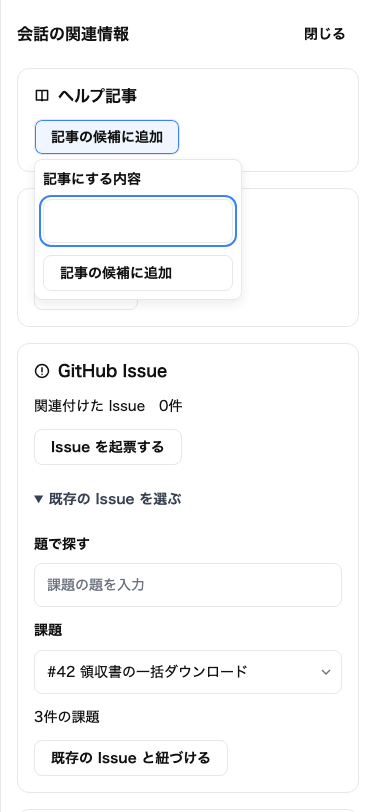 会話の関連情報
閉じる
ヘルプ記事
記事の候補に追加
記事にする内容
記事の候補に追加
GitHub Issue
関連付けた Issue 0件
Issue を起票する
▼ 既存の Issue を選ぶ
題で探す
課題の題を入力
課題
#42 領収書の一括ダウンロード
3件の課題
既存の Issue と紐づける